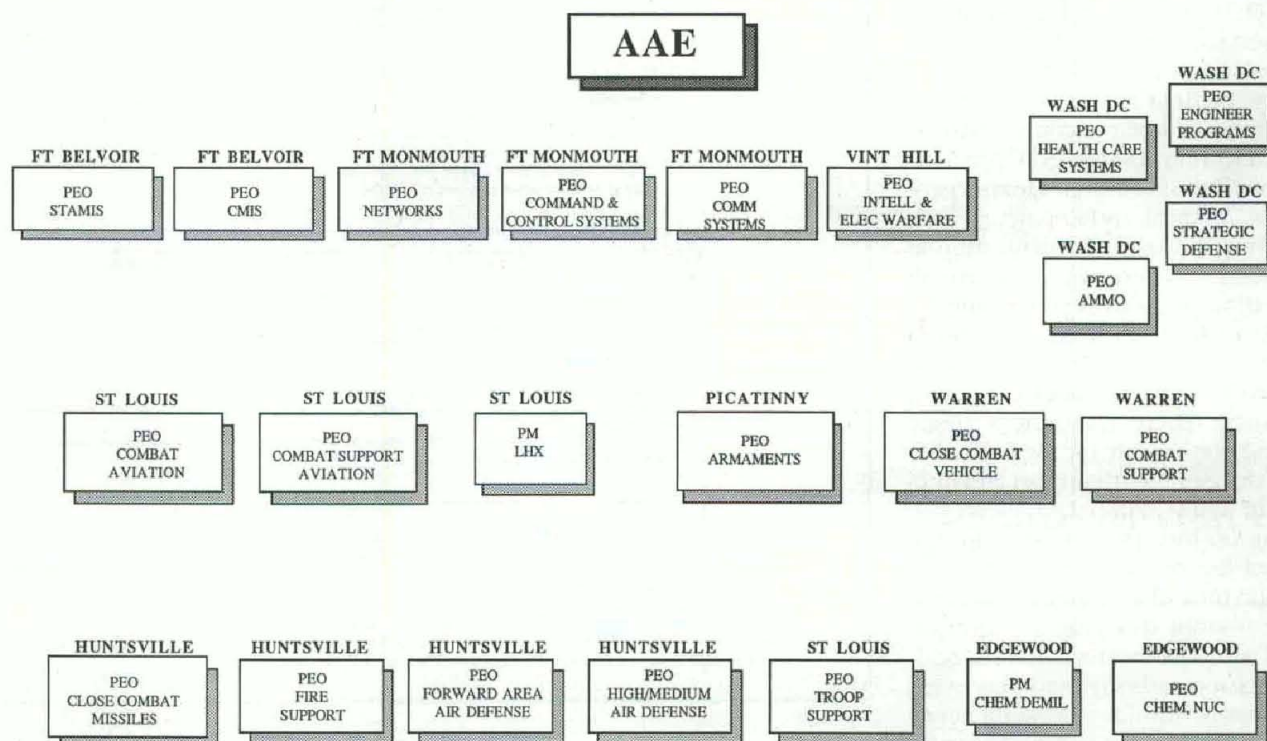 AAE
WASH DC
PEO
ENGINEER
PROGRAMS
WASH DC
PEO
HEALTH CARE
SYSTEMS
FT BELVOIR
PEO
STAMIS
FT BELVOIR
PEO
CMIS
FT MONMOUTH
PEO
NETWORKS
FT MONMOUTH
PEO
COMMAND &
CONTROL SYSTEMS
FT MONMOUTH
PEO
COMM
SYSTEMS
VINT HILL
PEO
INTELL &
ELEC WARFARE
WASH DC
PEO
STRATEGIC
DEFENSE
WASH DC
PEO
AMMO
ST LOUIS
PEO
COMBAT
AVIATION
ST LOUIS
PEO
COMBAT SUPPORT
AVIATION
ST LOUIS
PM
LHX
PICATINNY
PEO
ARMAMENTS
WARREN
PEO
CLOSE COMBAT
VEHICLE
WARREN
PEO
COMBAT
SUPPORT
HUNTSVILLE
PEO
CLOSE COMBAT
MISSILES
HUNTSVILLE
PEO
FIRE
SUPPORT
HUNTSVILLE
PEO
FORWARD AREA
AIR DEFENSE
HUNTSVILLE
PEO
HIGH/MEDIUM
AIR DEFENSE
ST LOUIS
PEO
TROOP
SUPPORT
EDGEWOOD
PM
CHEM DEMIL
EDGEWOOD
PEO
CHEM, NUC